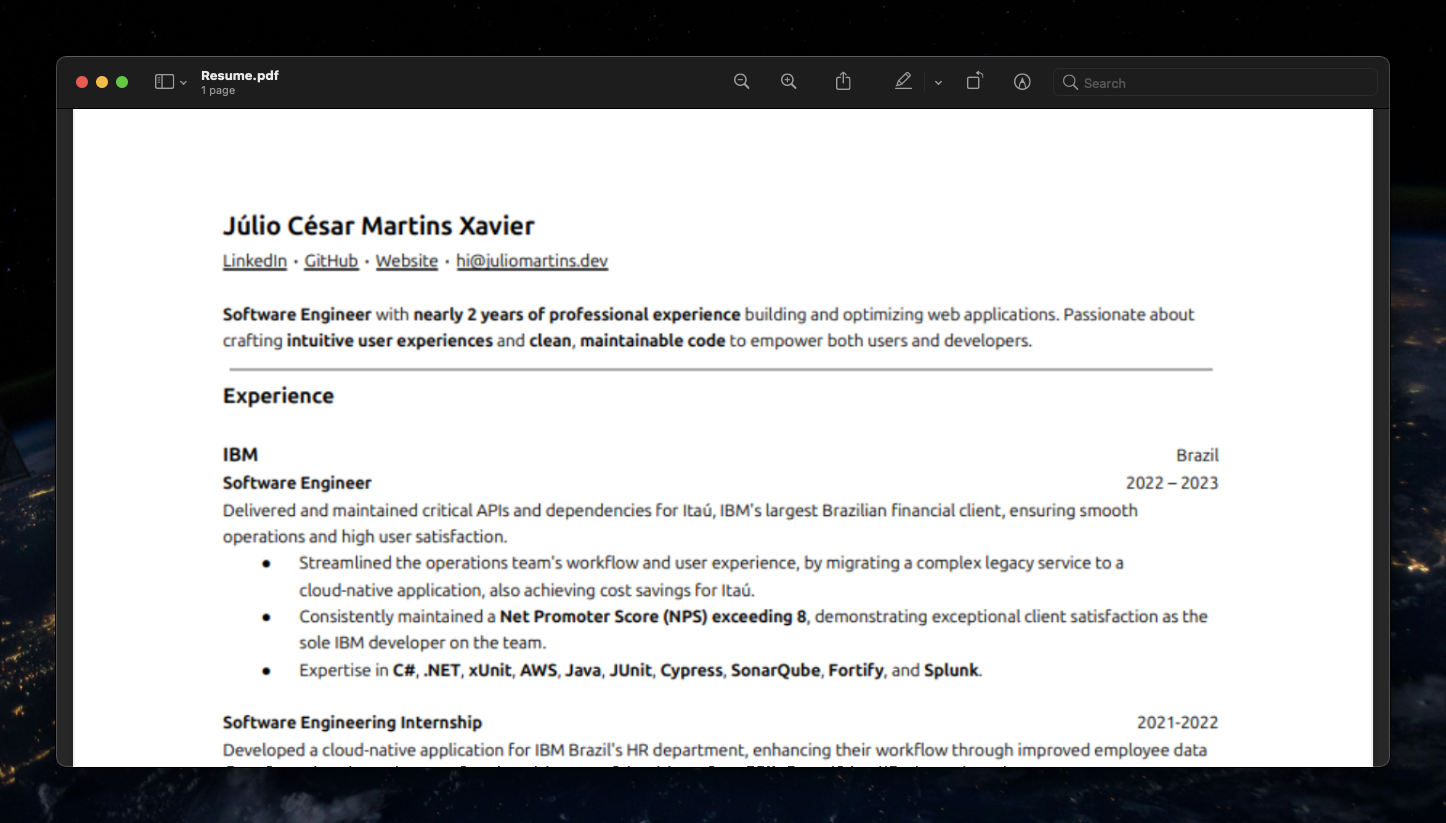 Resume.pdf
1 page
Search
Júlio César Martins Xavier
LinkedIn · GitHub · Website · hi@juliomartins.dev
Software Engineer with nearly 2 years of professional experience building and optimizing web applications. Passionate about
crafting intuitive user experiences and clean, maintainable code to empower both users and developers.
Experience
IBM Brazil
Software Engineer 2022 – 2023
Delivered and maintained critical APIs and dependencies for Itaú, IBM's largest Brazilian financial client, ensuring smooth
operations and high user satisfaction.
● Streamlined the operations team's workflow and user experience, by migrating a complex legacy service to a
cloud-native application, also achieving cost savings for Itaú.
● Consistently maintained a Net Promoter Score (NPS) exceeding 8, demonstrating exceptional client satisfaction as the
sole IBM developer on the team.
● Expertise in C#, .NET, xUnit, AWS, Java, JUnit, Cypress, SonarQube, Fortify, and Splunk.
Software Engineering Internship 2021-2022
Developed a cloud-native application for IBM Brazil's HR department, enhancing their workflow through improved employee data